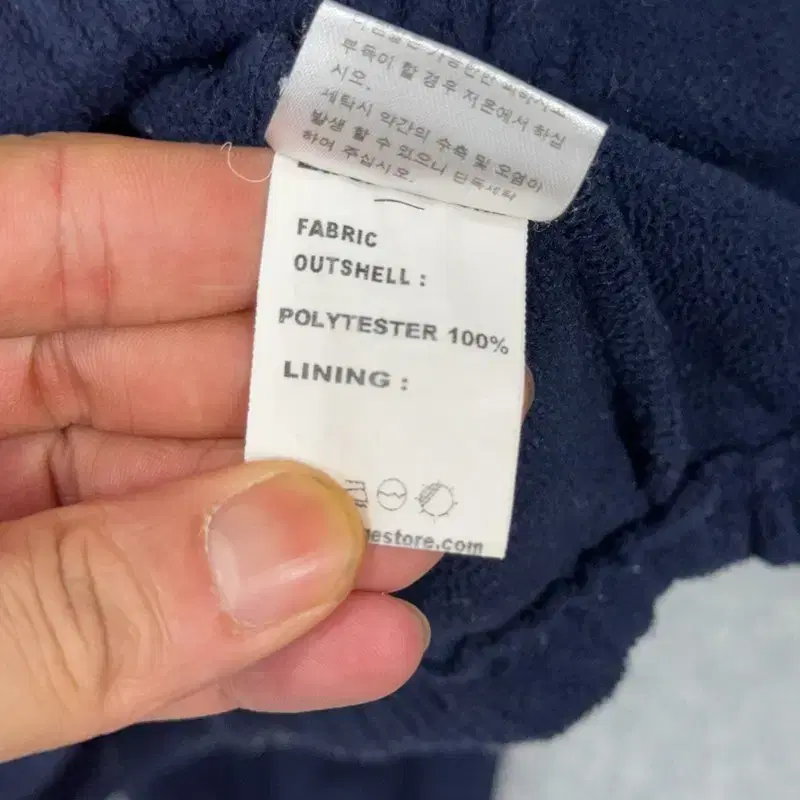 부득이 할 경우 저온에서 하십
시오.
세탁시 약간의 수축 및 오염이
발생 할 수 있으니 단독세탁
하여 주십시오.
FABRIC
OUTSHELL :
POLYTESTER 100%
LINING :
gestore.com